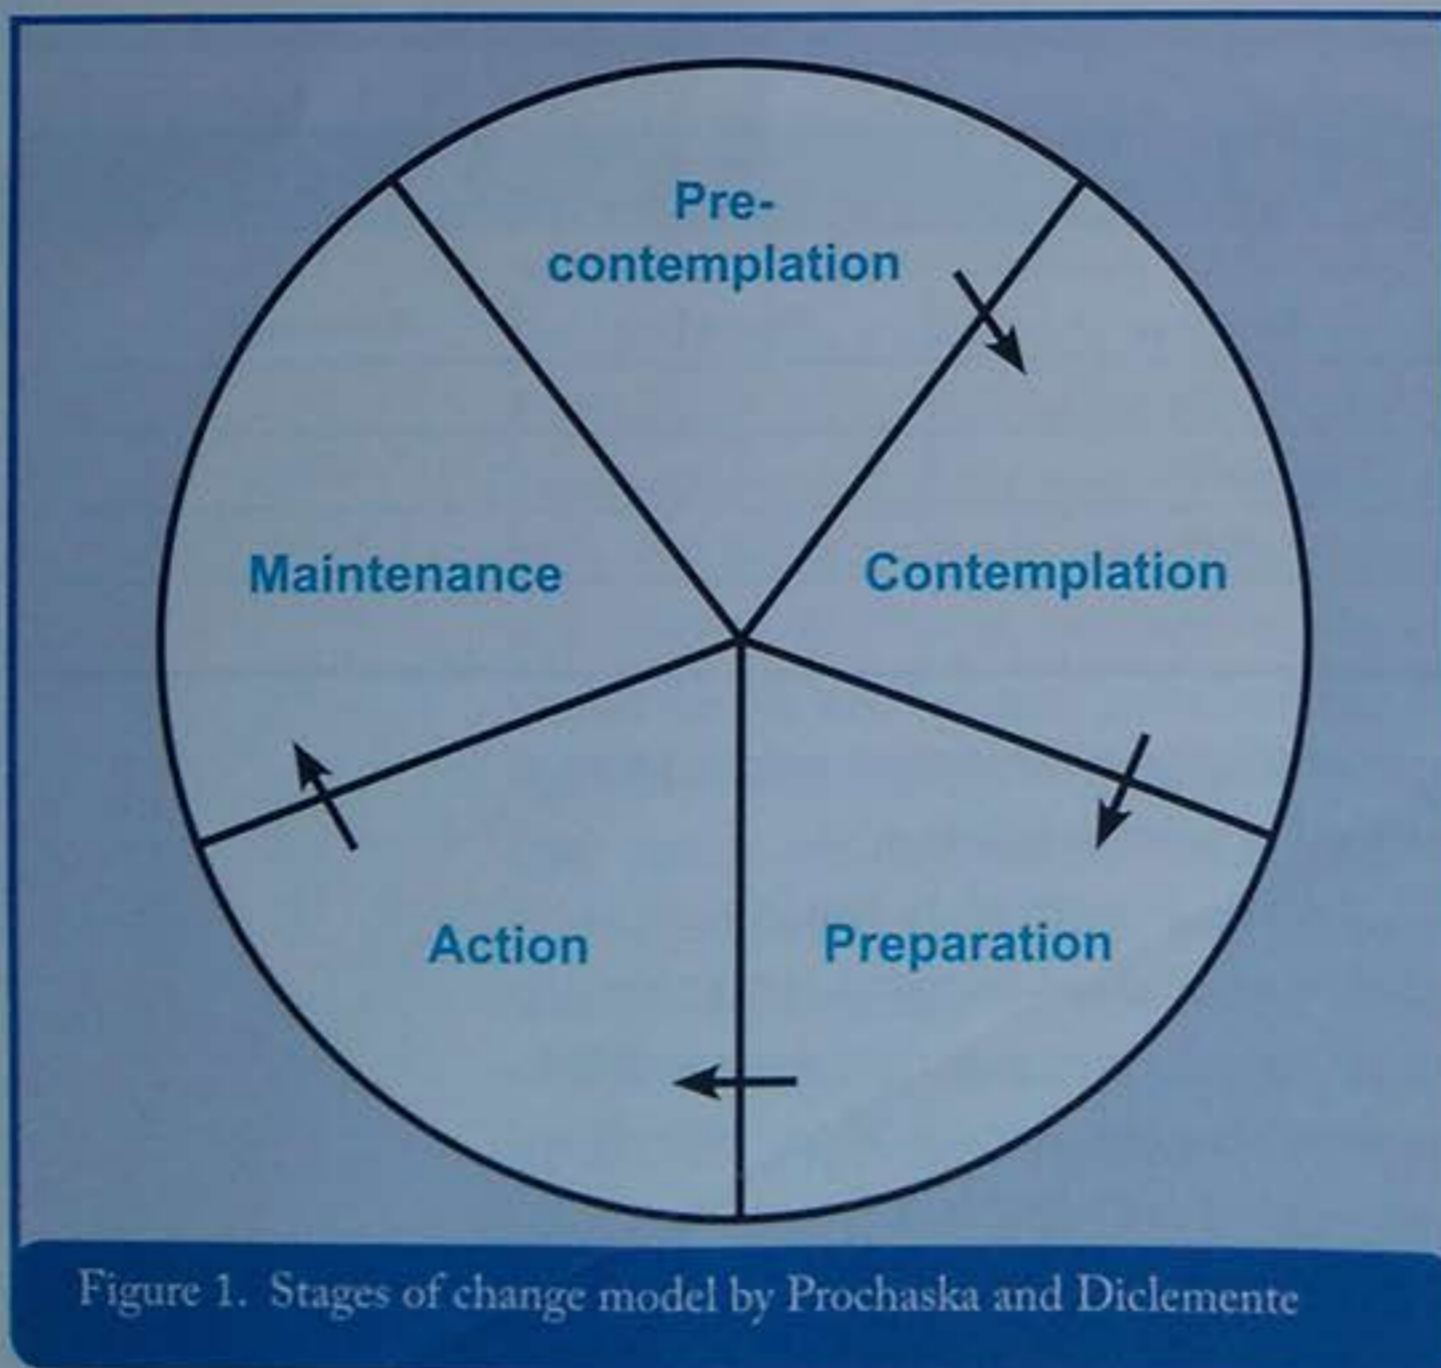 Pre-
contemplation
Maintenance
Contemplation
Action
Preparation
Figure 1. Stages of change model by Prochaska and Diclemente